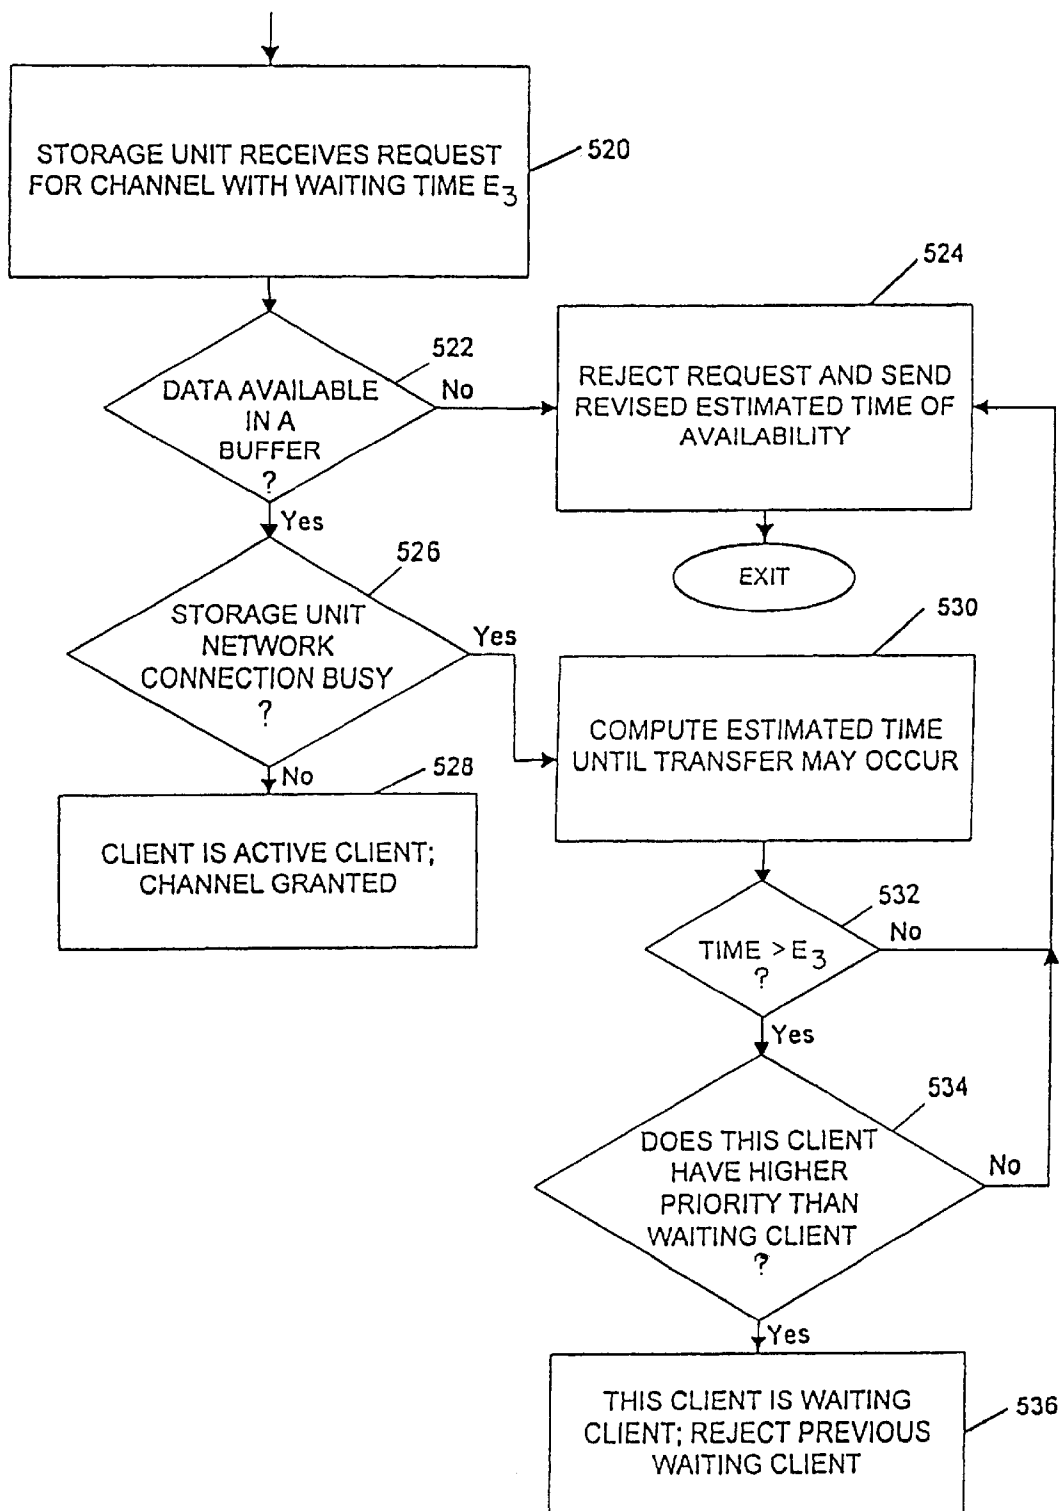 STORAGE UNIT RECEIVES REQUEST
FOR CHANNEL WITH WAITING TIME E3
520
DATA AVAILABLE
IN A
BUFFER
?
522
No
Yes
524
REJECT REQUEST AND SEND
REVISED ESTIMATED TIME OF
AVAILABILITY
EXIT
STORAGE UNIT
NETWORK
CONNECTION BUSY
?
526
Yes
No
528
CLIENT IS ACTIVE CLIENT;
CHANNEL GRANTED
530
COMPUTE ESTIMATED TIME
UNTIL TRANSFER MAY OCCUR
532
TIME > E3
?
No
Yes
534
DOES THIS CLIENT
HAVE HIGHER
PRIORITY THAN
WAITING CLIENT
?
No
Yes
THIS CLIENT IS WAITING
CLIENT; REJECT PREVIOUS
WAITING CLIENT
536